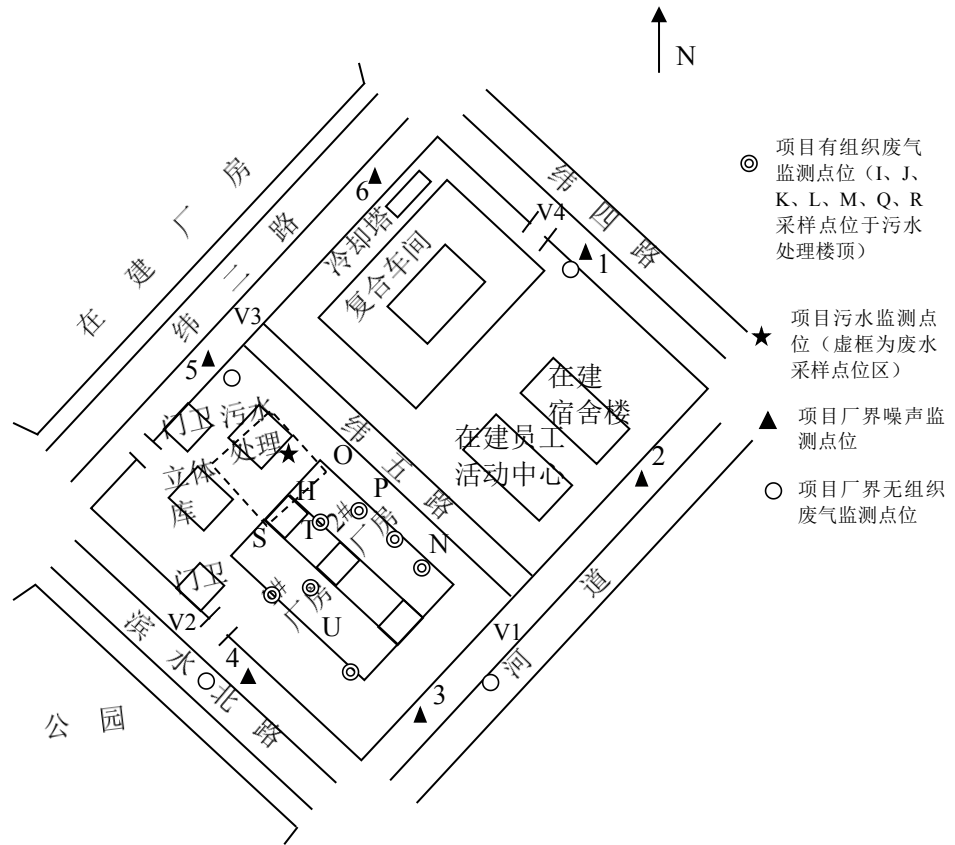 N
项目有组织废气
监测点位（I、J、
K、L、M、Q、R
采样点位于污水
处理楼顶）
项目污水监测点
位（虚框为废水
采样点位区）
项目厂界噪声监
测点位
项目厂界无组织
废气监测点位
在建厂房
纬二路
纬四路
6
冷却塔
复合车间
V4
1
V3
5
在建
宿舍楼
在建员工
活动中心
2
门卫
污水
处理
纬五路
立体
库
O
H
P
S
T
2#
厂房
N
门卫
1#
厂房
U
V2
V1
4
3
滨水北路
河道
公园